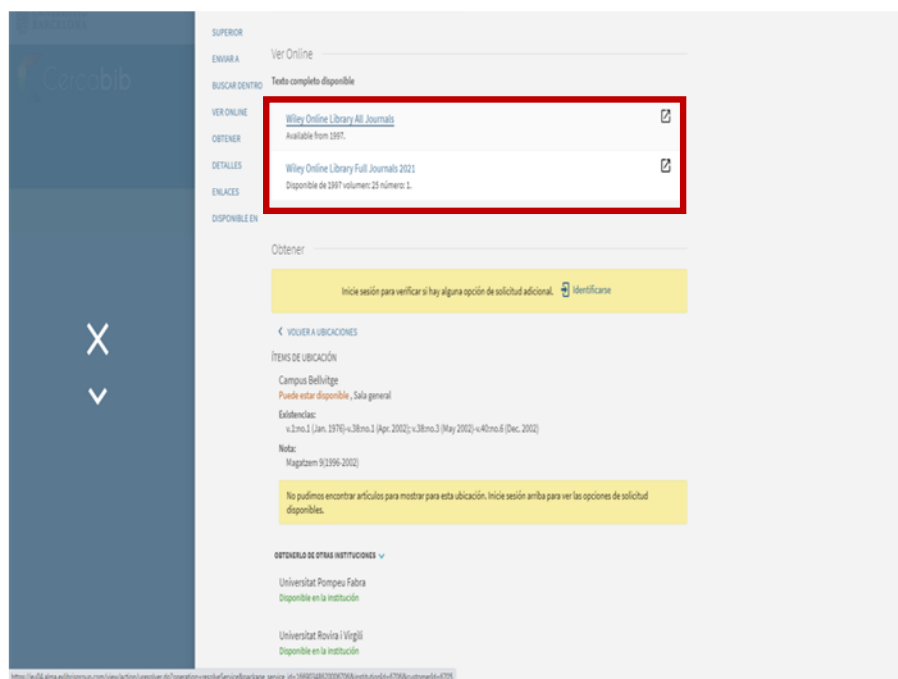 BARCELONA
Cercabib
SUPERIOR
ENVIAR A
BUSCAR DENTRO
VER ONLINE
OBTENER
DETALLES
ENLACES
DISPONIBLE EN
Ver Online
Texto completo disponible
Wiley Online Library All Journals
Available from 1997.
Wiley Online Library Full Journals 2021
Disponible de 1997 volumen: 25 número: 1.
Obtener
Inicie sesión para verificar si hay alguna opción de solicitud adicional. Identificarse
VOLVER A UBICACIONES
ÍTEMS DE UBICACIÓN
Campus Bellvitge
Puede estar disponible , Sala general
Existencias:
v.1:no.1 (Jan. 1976)-v.38:no.1 (Apr. 2002); v.38:no.3 (May 2002)-v.40:no.6 (Dec. 2002)
Nota:
Magatzem 9(1996-2002)
No pudimos encontrar artículos para mostrar para esta ubicación. Inicie sesión arriba para ver las opciones de solicitud
disponibles.
OBTENERLO DE OTRAS INSTITUCIONES
Universitat Pompeu Fabra
Disponible en la institución
Universitat Rovira i Virgili
Disponible en la institución